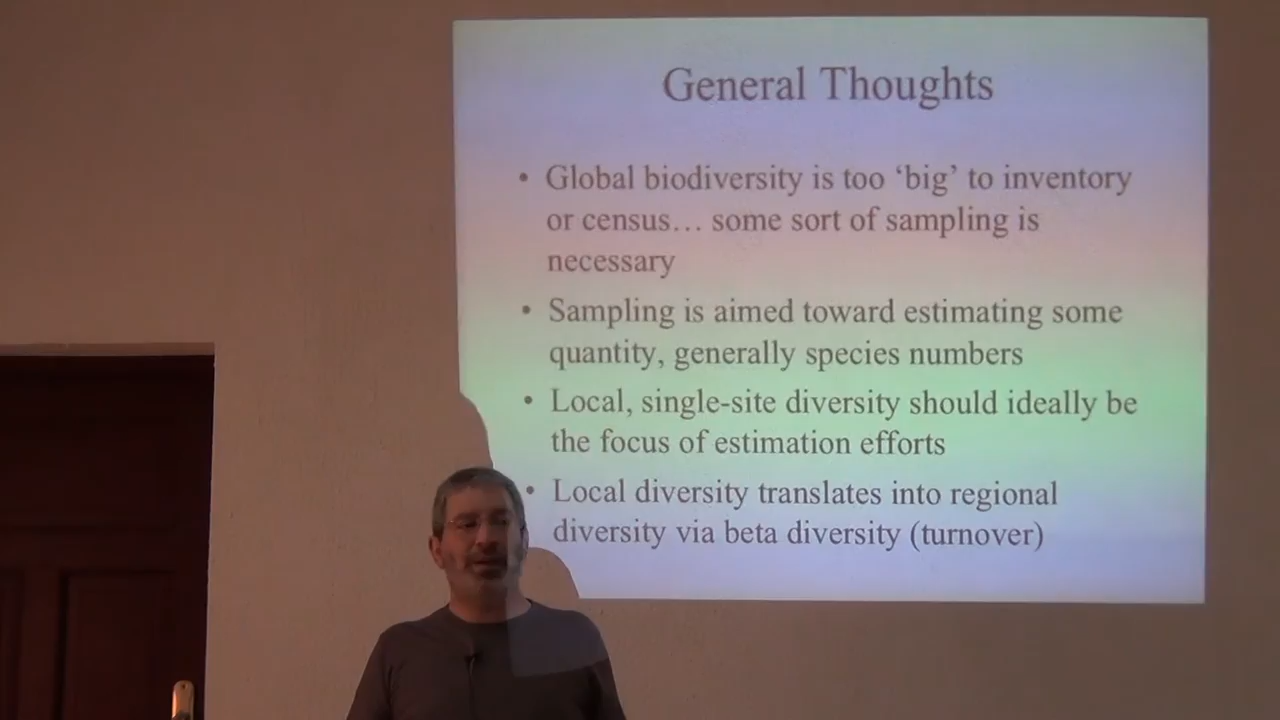 General Thoughts
• Global biodiversity is too ‘big’ to inventory
or census… some sort of sampling is
necessary
• Sampling is aimed toward estimating some
quantity, generally species numbers
• Local, single-site diversity should ideally be
the focus of estimation efforts
• Local diversity translates into regional
diversity via beta diversity (turnover)